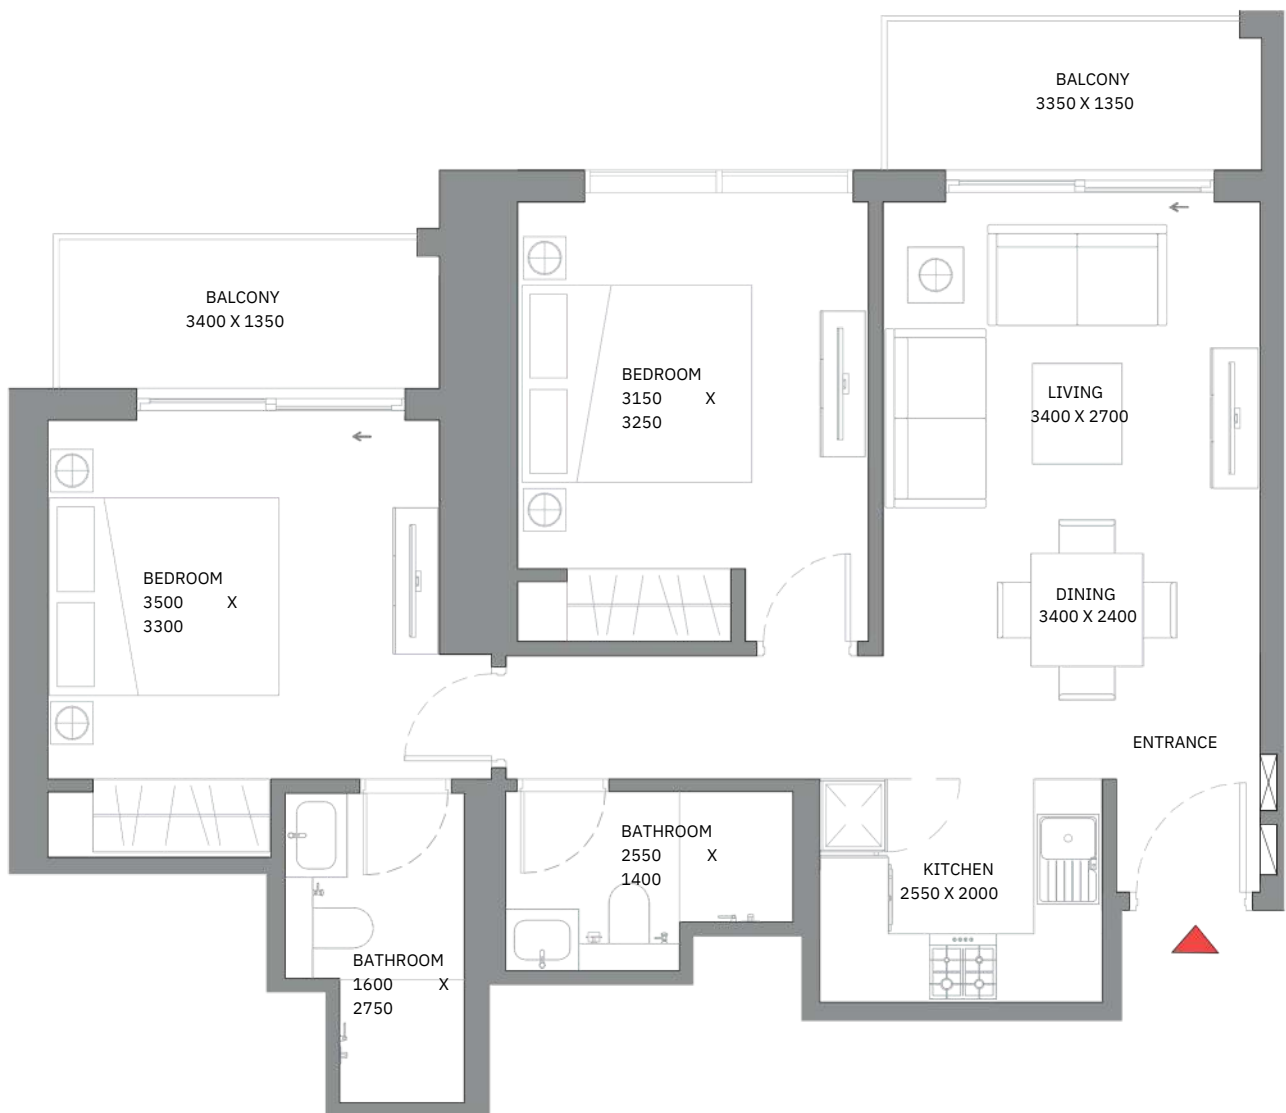 BALCONY
3350 X 1350
BALCONY
3400 X 1350
BEDROOM
3150 X
3250
LIVING
3400 X 2700
BEDROOM
3500 X
3300
DINING
3400 X 2400
ENTRANCE
BATHROOM
2550 X
1400
KITCHEN
2550 X 2000
BATHROOM
1600 X
2750